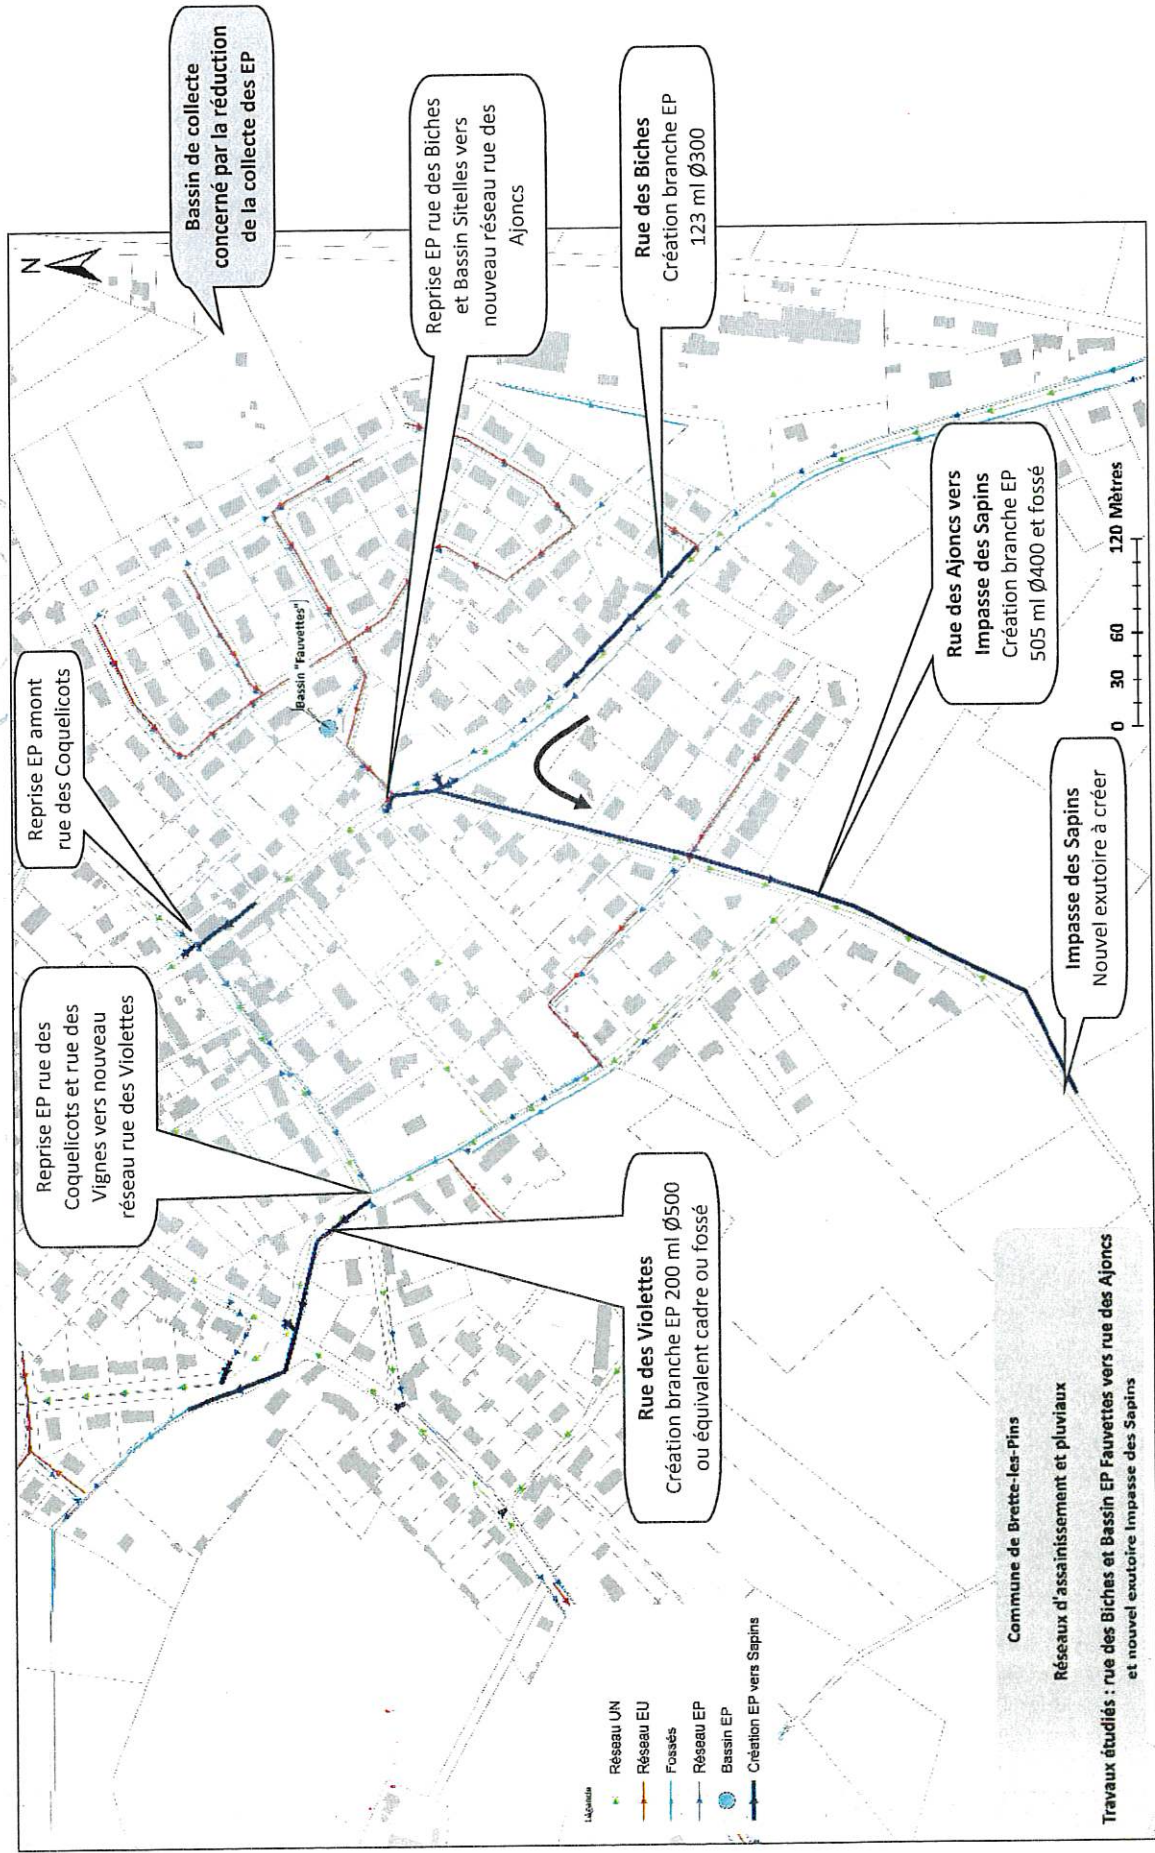 N
Bassin de collecte
concerné par la réduction
de la collecte des EP
Reprise EP amont
rue des Coquelicots
Reprise EP rue des
Coquelicots et rue des
Vignes vers nouveau
réseau rue des Violettes
Reprise EP rue des Biches
et Bassin Sitelles vers
nouveau réseau rue des
Ajoncs
Bassin "Fauvettes"
Rue des Biches
Création branche EP
123 ml Ø300
Rue des Violettes
Création branche EP 200 ml Ø500
ou équivalent cadre ou fossé
Rue des Ajoncs vers
Impasse des Sapins
Création branche EP
505 ml Ø400 et fossé
Impasse des Sapins
Nouvel exutoire à créer
0 30 60 120 Mètres
Légende
Réseau UN
Réseau EU
Fossés
Réseau EP
Bassin EP
Création EP vers Sapins
Commune de Brette-les-Pins
Réseaux d'assainissement et pluviaux
Travaux étudiés : rue des Biches et Bassin EP Fauvettes vers rue des Ajoncs
et nouvel exutoire Impasse des Sapins